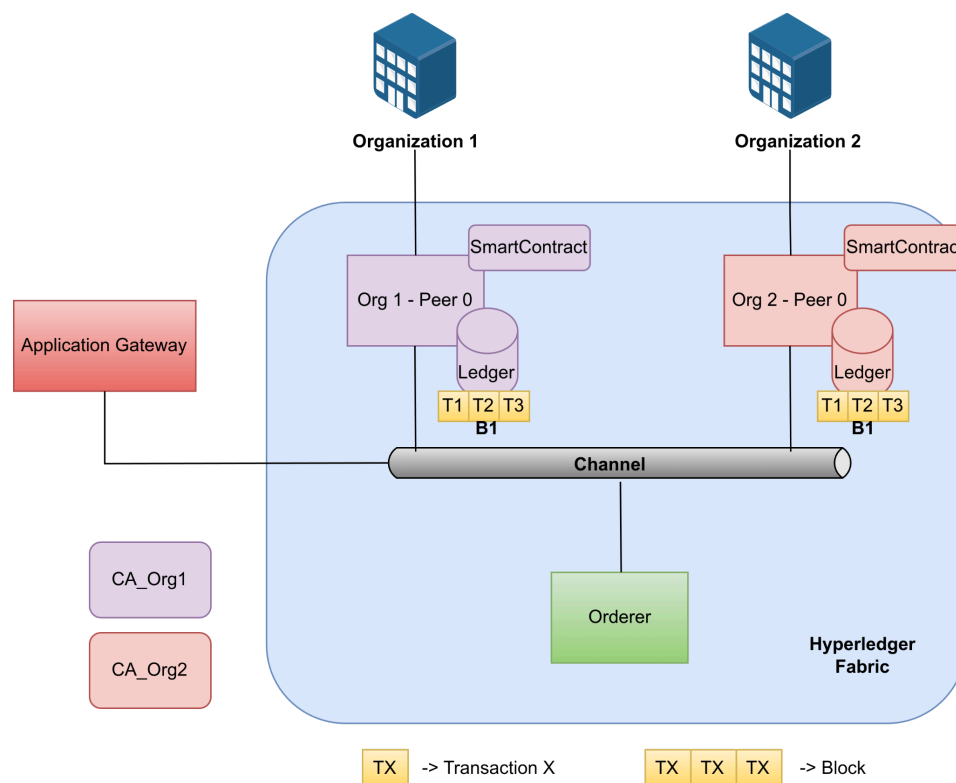 Organization 1
Organization 2
SmartContract
SmartContract
Org 1 - Peer 0
Org 2 - Peer 0
Application Gateway
Ledger
Ledger
T1 T2 T3
T1 T2 T3
B1
B1
Channel
CA_Org1
Orderer
CA_Org2
Hyperledger
Fabric
TX -> Transaction X
TX TX TX -> Block